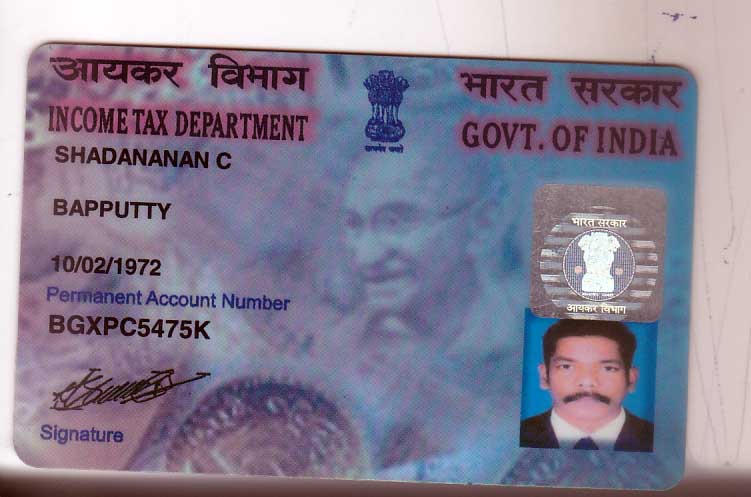 आयकर विभाग
भारत सरकार
INCOME TAX DEPARTMENT
GOVT. OF INDIA
SHADANANAN C
BAPPUTTY
10/02/1972
Permanent Account Number
BGXPC5475K
Signature
सत्यमेव जयते
भारत सरकार
आयकर विभाग